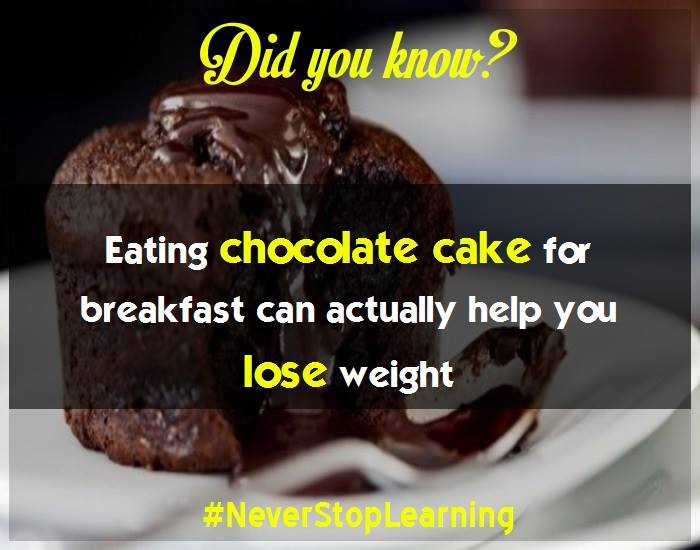 Did you know?
Eating chocolate cake for
breakfast can actually help you
lose weight
#NeverStopLearning